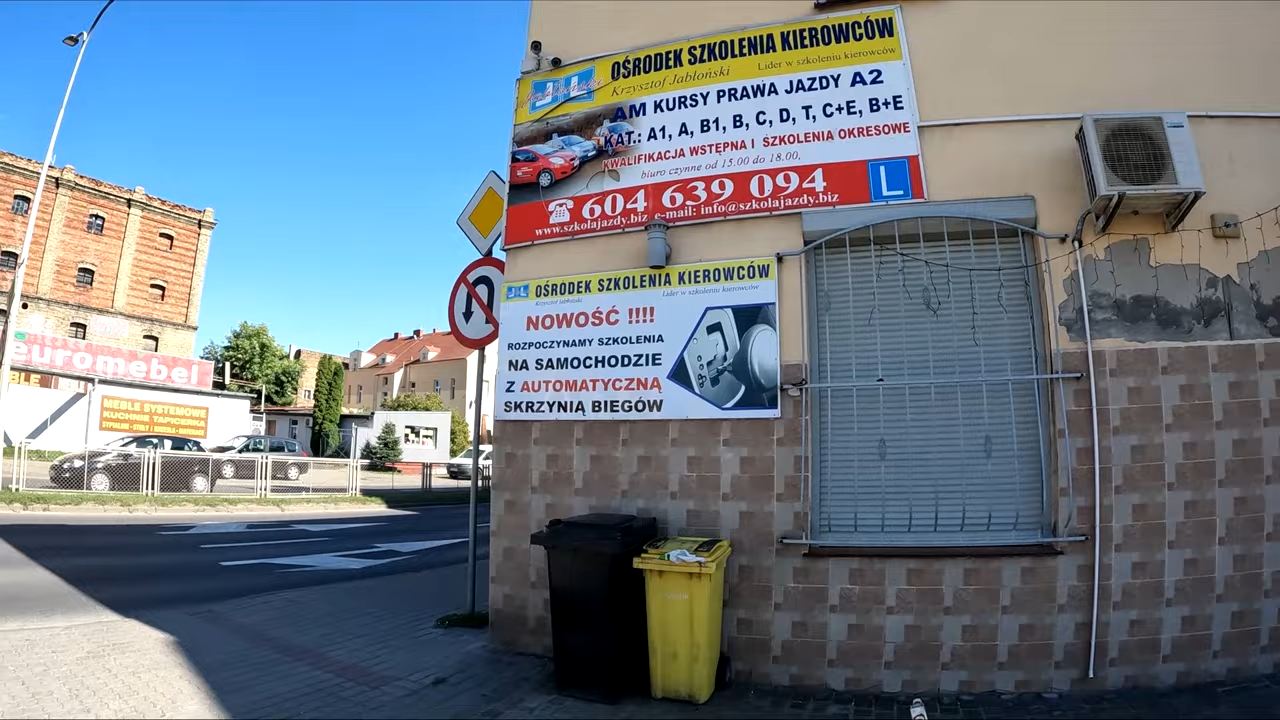 OŚRODEK SZKOLENIA KIEROWCÓW
Krzysztof Jabłoński
Lider w szkoleniu kierowców
AM KURSY PRAWA JAZDY A2
KAT.: A1, A, B1, B, C, D, T, C+E, B+E
KWALIFIKACJA WSTĘPNA I SZKOLENIA OKRESOWE
biuro czynne od 15.00 do 18.00,
604 639 094
L
www.szkolajazdy.biz e-mail: info@szkolajazdy.biz
OŚRODEK SZKOLENIA KIEROWCÓW
Krzysztof Jabłoński
Lider w szkoleniu kierowców
NOWOŚĆ !!!!
ROZPOCZYNAMY SZKOLENIA
NA SAMOCHODZIE
Z AUTOMATYCZNĄ
SKRZYNIĄ BIEGÓW
euromebel
MEBLE SYSTEMOWE
KUCHNIE TAPICERKA